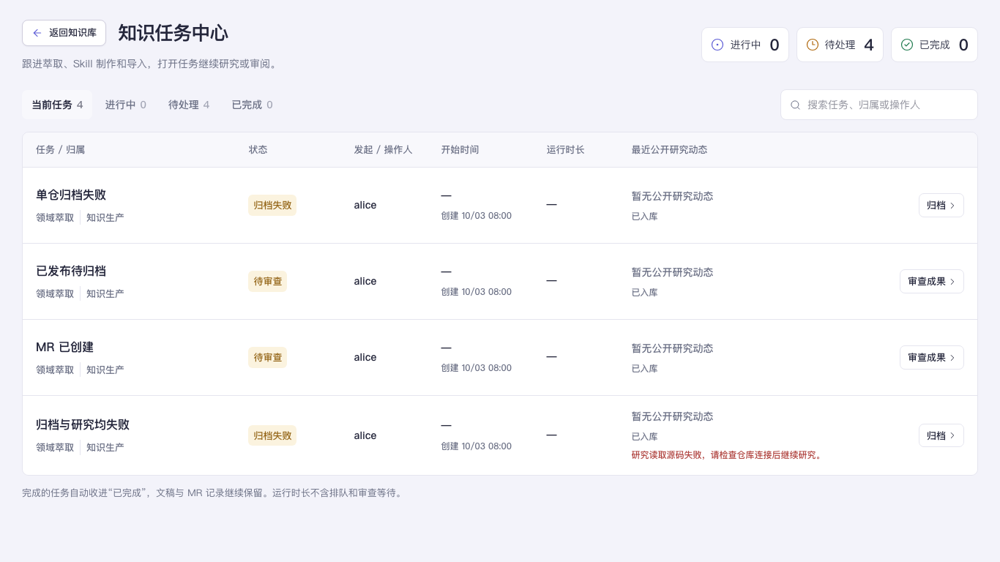 返回知识库
知识任务中心
进行中 0
待处理 4
已完成 0
跟进萃取、Skill 制作和导入，打开任务继续研究或审阅。
当前任务 4
进行中 0
待处理 4
已完成 0
搜索任务、归属或操作人
任务 / 归属
状态
发起 / 操作人
开始时间
运行时长
最近公开研究动态
单仓归档失败
领域萃取
知识生产
归档失败
alice
—
创建 10/03 08:00
—
暂无公开研究动态
已入库
归档
已发布待归档
领域萃取
知识生产
待审查
alice
—
创建 10/03 08:00
—
暂无公开研究动态
已入库
审查成果
MR 已创建
领域萃取
知识生产
待审查
alice
—
创建 10/03 08:00
—
暂无公开研究动态
已入库
审查成果
归档与研究均失败
领域萃取
知识生产
归档失败
alice
—
创建 10/03 08:00
—
暂无公开研究动态
已入库
研究读取源码失败，请检查仓库连接后继续研究。
归档
完成的任务自动收进“已完成”，文稿与 MR 记录继续保留。运行时长不含排队和审查等待。